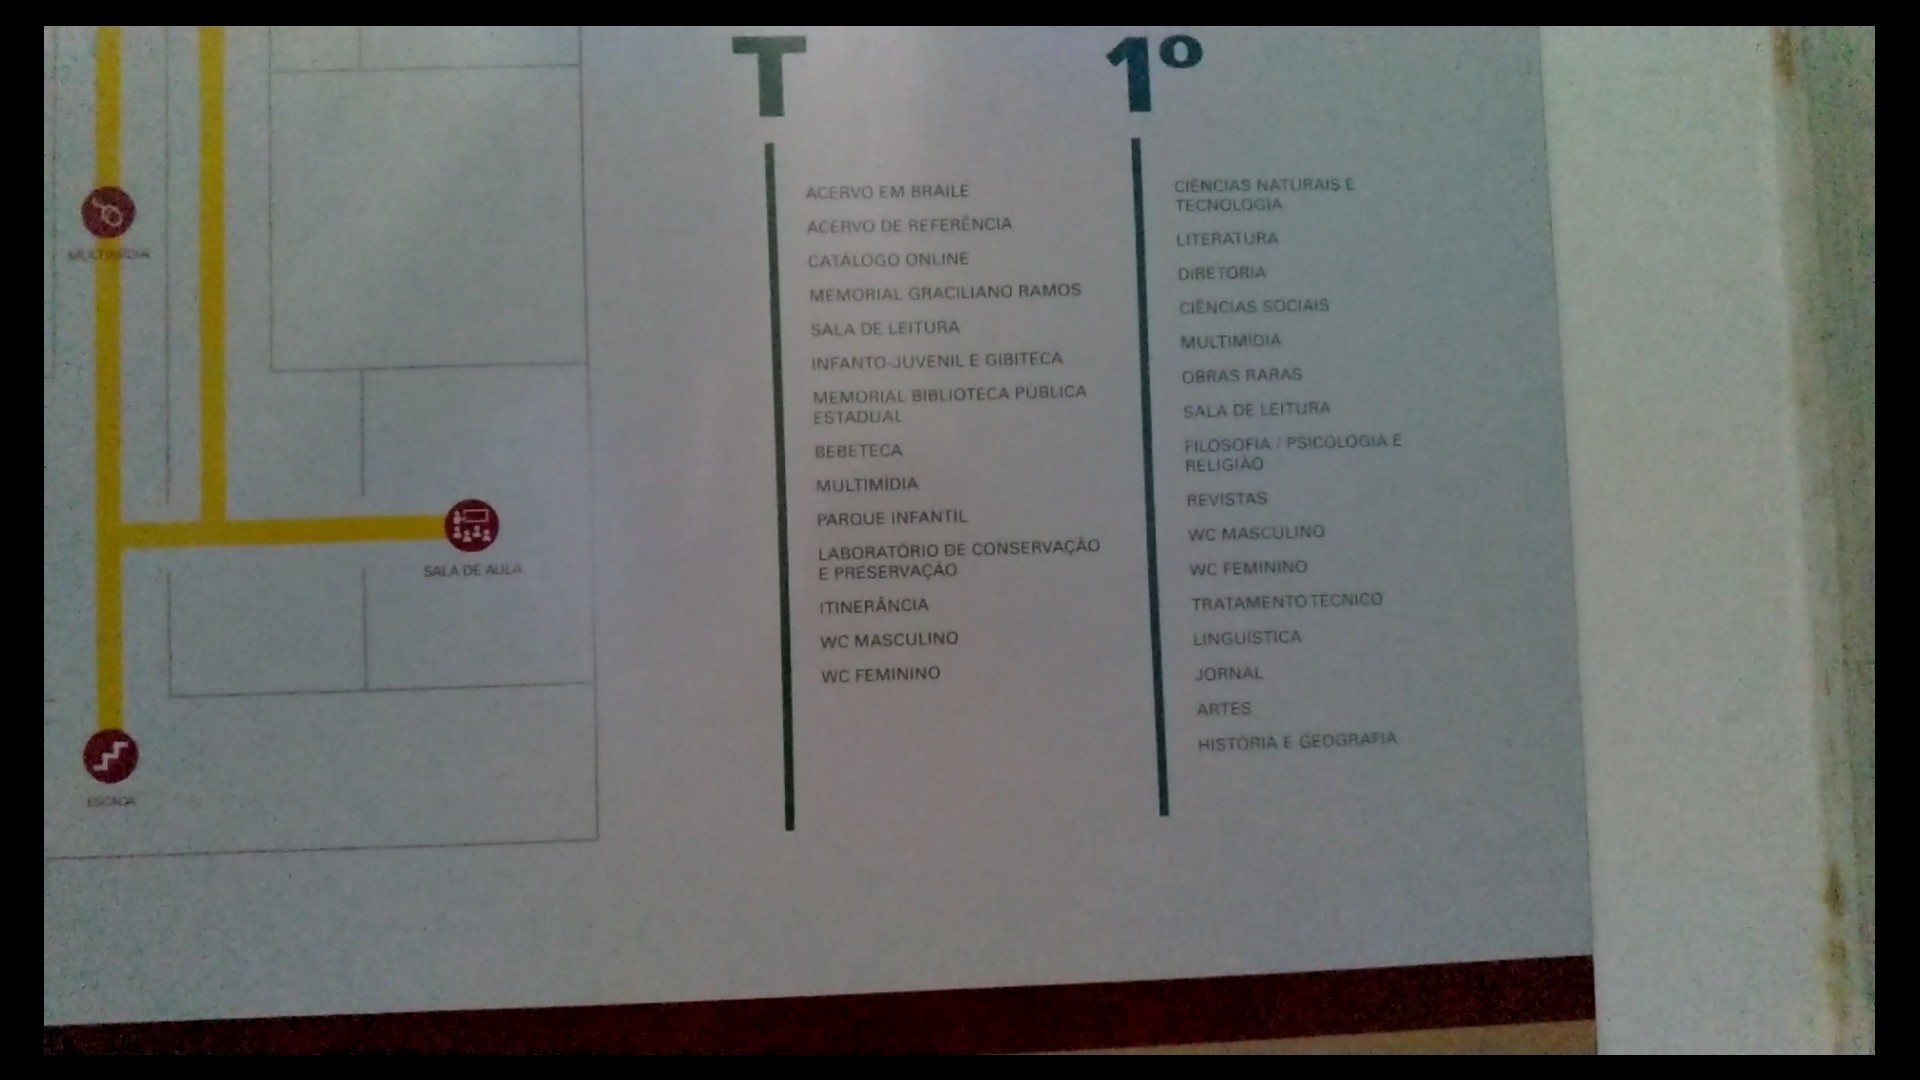 MULTIMÍDIA
SALA DE AULA
ESCADA
T
ACERVO EM BRAILE
ACERVO DE REFERÊNCIA
CATÁLOGO ONLINE
MEMORIAL GRACILIANO RAMOS
SALA DE LEITURA
INFANTO-JUVENIL E GIBITECA
MEMORIAL BIBLIOTECA PÚBLICA
ESTADUAL
BEBETECA
MULTIMÍDIA
PARQUE INFANTIL
LABORATÓRIO DE CONSERVAÇÃO
E PRESERVAÇÃO
ITINERÂNCIA
WC MASCULINO
WC FEMININO
1º
CIÊNCIAS NATURAIS E
TECNOLOGIA
LITERATURA
DIRETORIA
CIÊNCIAS SOCIAIS
MULTIMÍDIA
OBRAS RARAS
SALA DE LEITURA
FILOSOFIA / PSICOLOGIA E
RELIGIÃO
REVISTAS
WC MASCULINO
WC FEMININO
TRATAMENTO TECNICO
LINGUÍSTICA
JORNAL
ARTES
HISTÓRIA E GEOGRAFIA